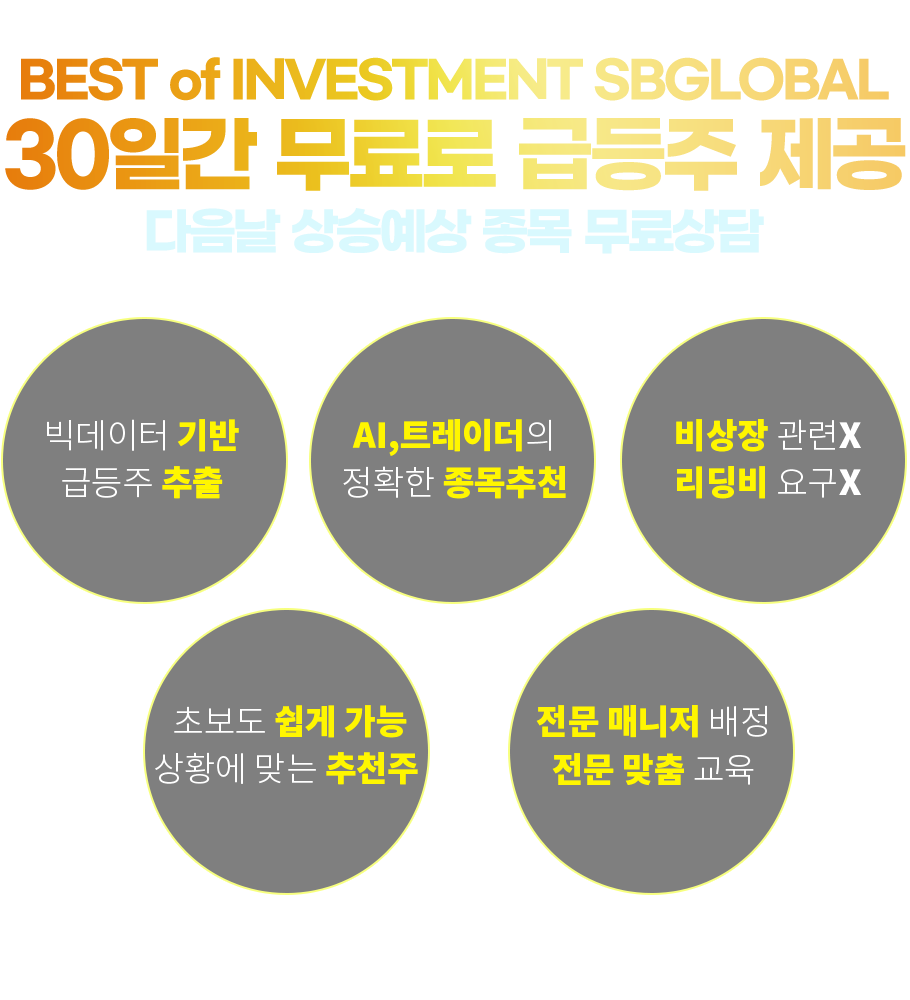 BEST of INVESTMENT SBGLOBAL
30일간 무료로 급등주 제공
다음날 상승예상 종목 무료상담
빅데이터 기반
급등주 추출
AI,트레이더의
정확한 종목추천
비상장 관련X
리딩비 요구X
초보도 쉽게 가능
상황에 맞는 추천주
전문 매니저 배정
전문 맞춤 교육